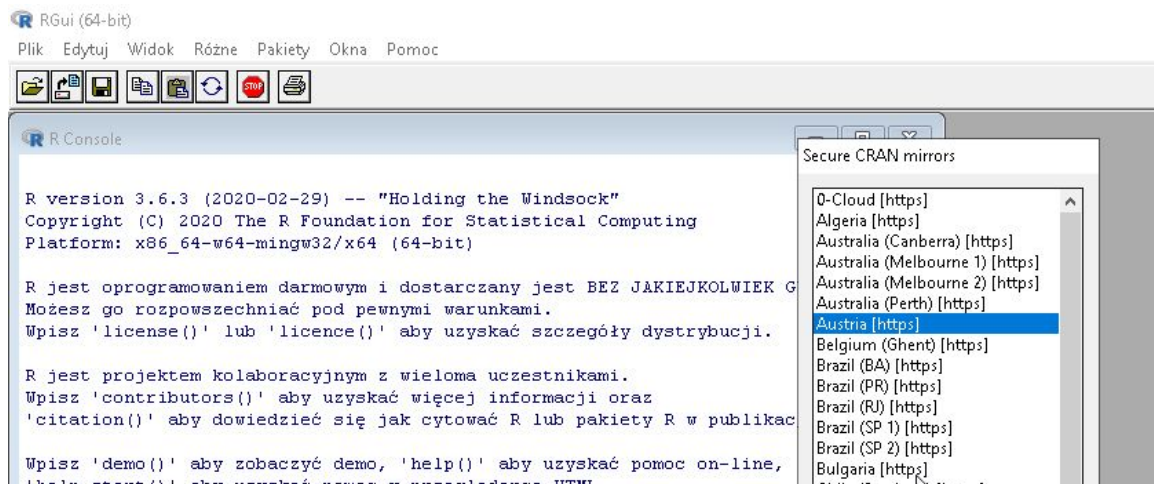 RGui (64-bit)
Plik Edytuj Widok Różne Pakiety Okna Pomoc
STOP
R Console
R version 3.6.3 (2020-02-29) -- "Holding the Windsock"
Copyright (C) 2020 The R Foundation for Statistical Computing
Platform: x86_64-w64-mingw32/x64 (64-bit)
R jest oprogramowaniem darmowym i dostarczany jest BEZ JAKIEJKOLWIEK G
Możesz go rozpowszechniać pod pewnymi warunkami.
Wpisz 'license()' lub 'licence()' aby uzyskać szczegóły dystrybucji.
R jest projektem kolaboracyjnym z wieloma uczestnikami.
Wpisz 'contributors()' aby uzyskać więcej informacji oraz
'citation()' aby dowiedzieć się jak cytować R lub pakiety R w publikac
Wpisz 'demo()' aby zobaczyć demo, 'help()' aby uzyskać pomoc on-line,
Secure CRAN mirrors
0-Cloud [https]
Algeria [https]
Australia (Canberra) [https]
Australia (Melbourne 1) [https]
Australia (Melbourne 2) [https]
Australia (Perth) [https]
Austria [https]
Belgium (Ghent) [https]
Brazil (BA) [https]
Brazil (PR) [https]
Brazil (RJ) [https]
Brazil (SP 1) [https]
Brazil (SP 2) [https]
Bulgaria [https]